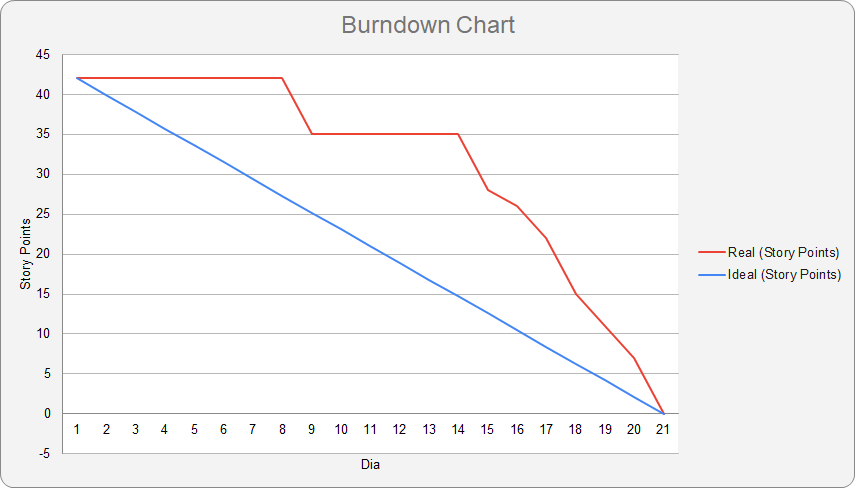 Burndown Chart
45
40
35
30
25
20
15
10
5
0
-5
Story Points
1 2 3 4 5 6 7 8 9 10 11 12 13 14 15 16 17 18 19 20 21
Dia
Real (Story Points)
Ideal (Story Points)